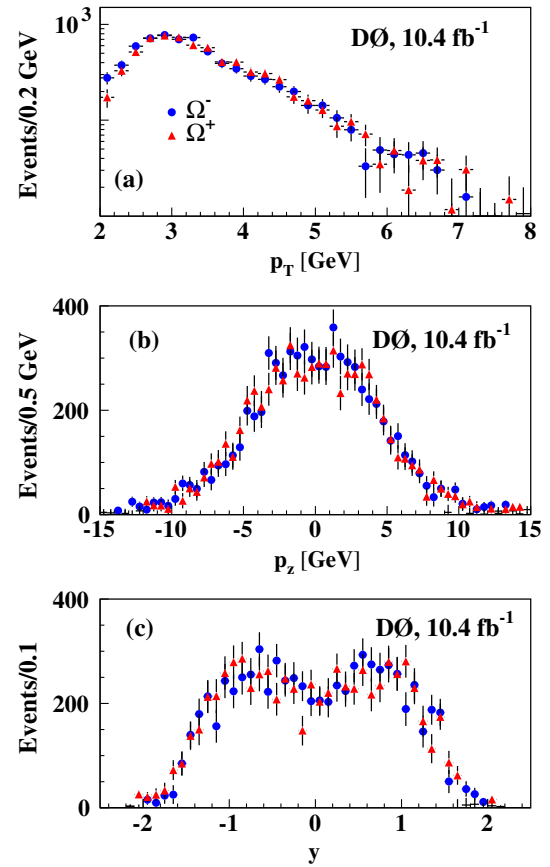 10³
DØ, 10.4 fb⁻¹
Ω⁻
Ω⁺
(a)
Events/0.2 GeV
2 3 4 5 6 7 8
p_T [GeV]
400
(b)
DØ, 10.4 fb⁻¹
200
Events/0.5 GeV
0
-15 -10 -5 0 5 10 15
p_z [GeV]
400
(c)
DØ, 10.4 fb⁻¹
200
Events/0.1
0
-2 -1 0 1 2
y